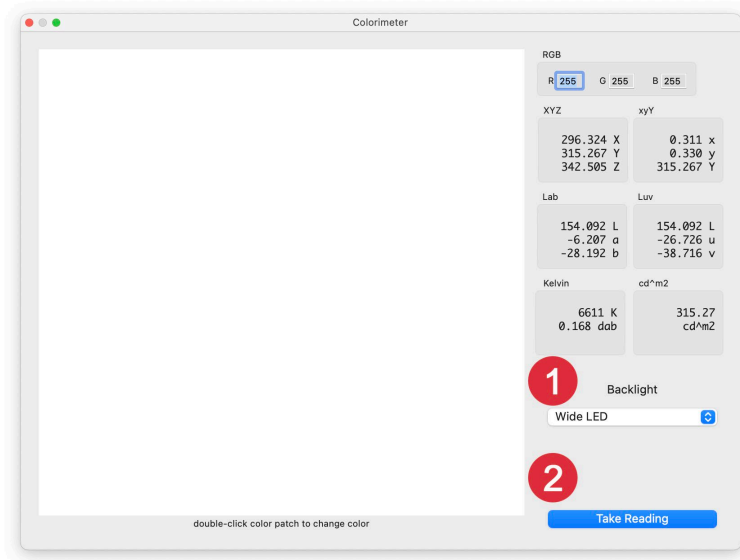 Colorimeter
RGB
R 255 G 255 B 255
XYZ xyY
296.324 X 0.311 x
315.267 Y 0.330 y
342.505 Z 315.267 Y
Lab Luv
154.092 L 154.092 L
-6.207 a -26.726 u
-28.192 b -38.716 v
Kelvin cd^m2
6611 K 315.27
0.168 dab cd^m2
1
Backlight
Wide LED
2
Take Reading
double-click color patch to change color